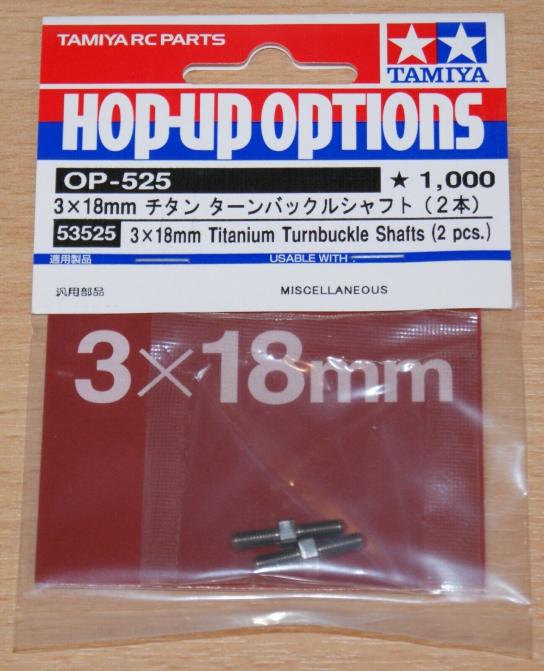 TAMIYA RC PARTS
TAMIYA
HOP-UP OPTIONS
OP-525 ★ 1,000
3×18mm チタン ターンバックルシャフト（2本）
53525 3×18mm Titanium Turnbuckle Shafts (2 pcs.)
適用製品 USABLE WITH
汎用部品 MISCELLANEOUS
3×18mm